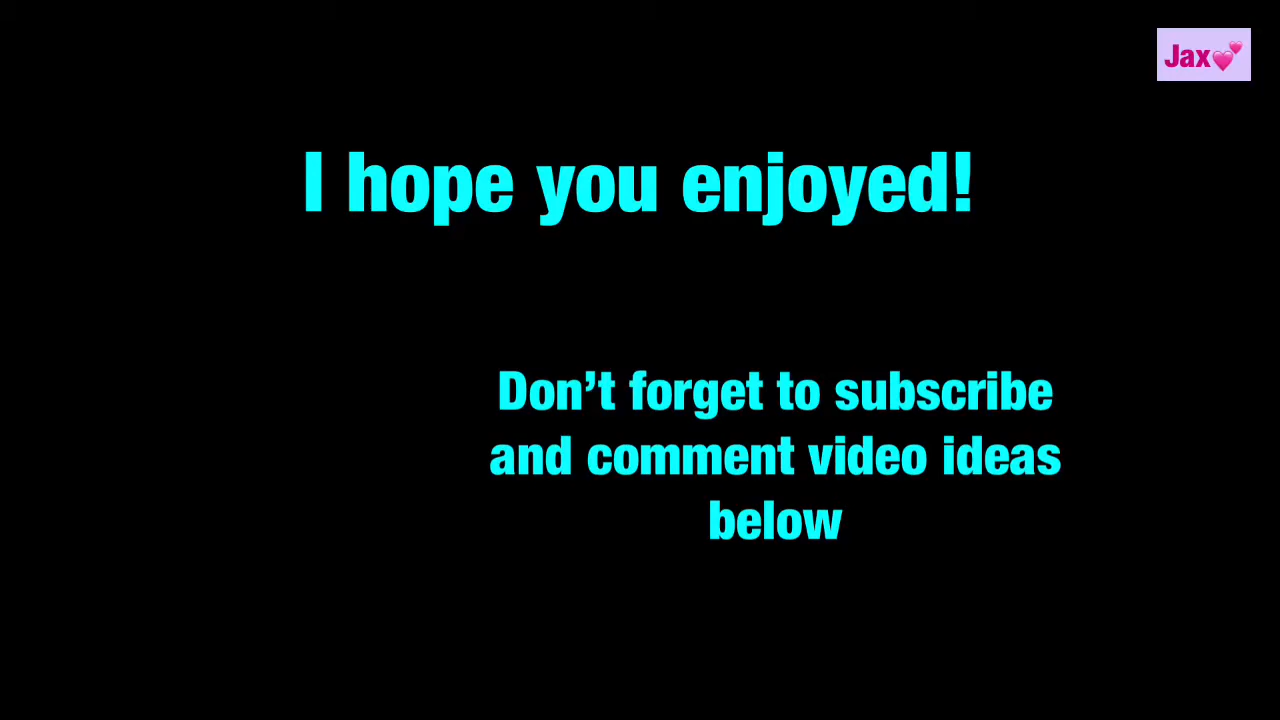 Jax💕
I hope you enjoyed!
Don’t forget to subscribe
and comment video ideas
below